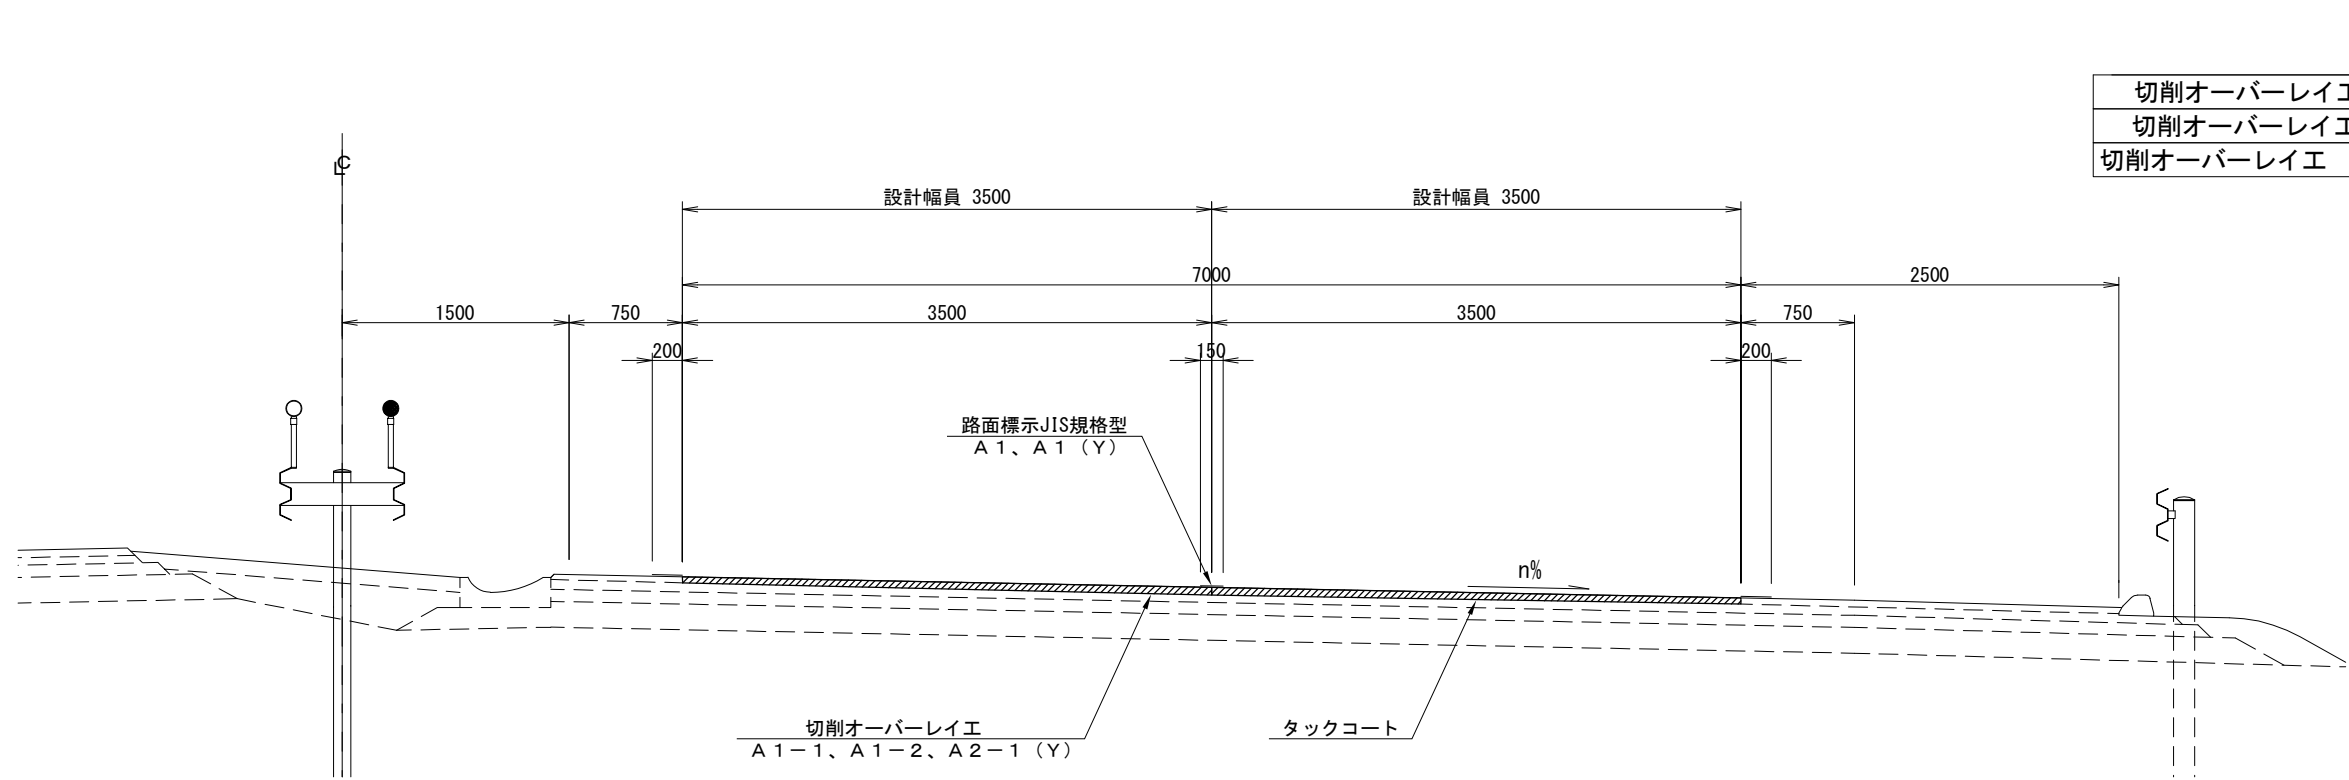 切削オーバーレイエ
切削オーバーレイエ
切削オーバーレイエ
CL
設計幅員 3500
設計幅員 3500
7000
2500
1500
750
3500
3500
750
200
150
200
路面標示JIS規格型
A1、A1(Y)
n%
切削オーバーレイエ
A1-1、A1-2、A2-1(Y)
タックコート